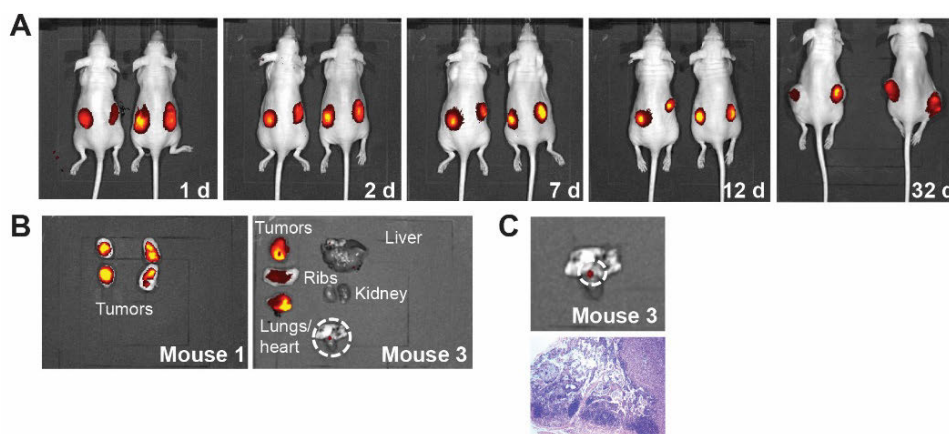 A
1 d
2 d
7 d
12 d
32 d
B
Tumors
Mouse 1
Tumors
Liver
Ribs
Kidney
Lungs/
heart
Mouse 3
C
Mouse 3